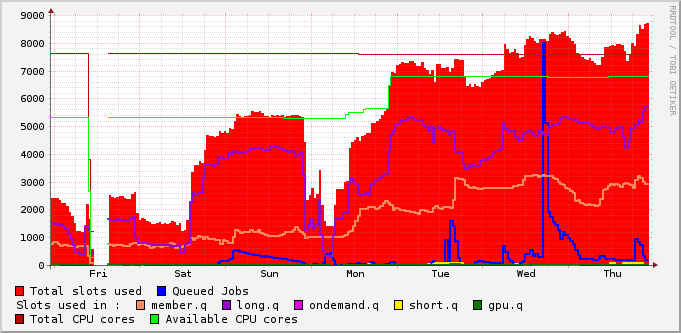 9000
8000
7000
6000
5000
4000
3000
2000
1000
0
Fri Sat Sun Mon Tue Wed Thu
RRDTOOL / TOBI OETIKER
Total slots used Queued Jobs
Slots used in : member.q long.q ondemand.q short.q gpu.q
Total CPU cores Available CPU cores